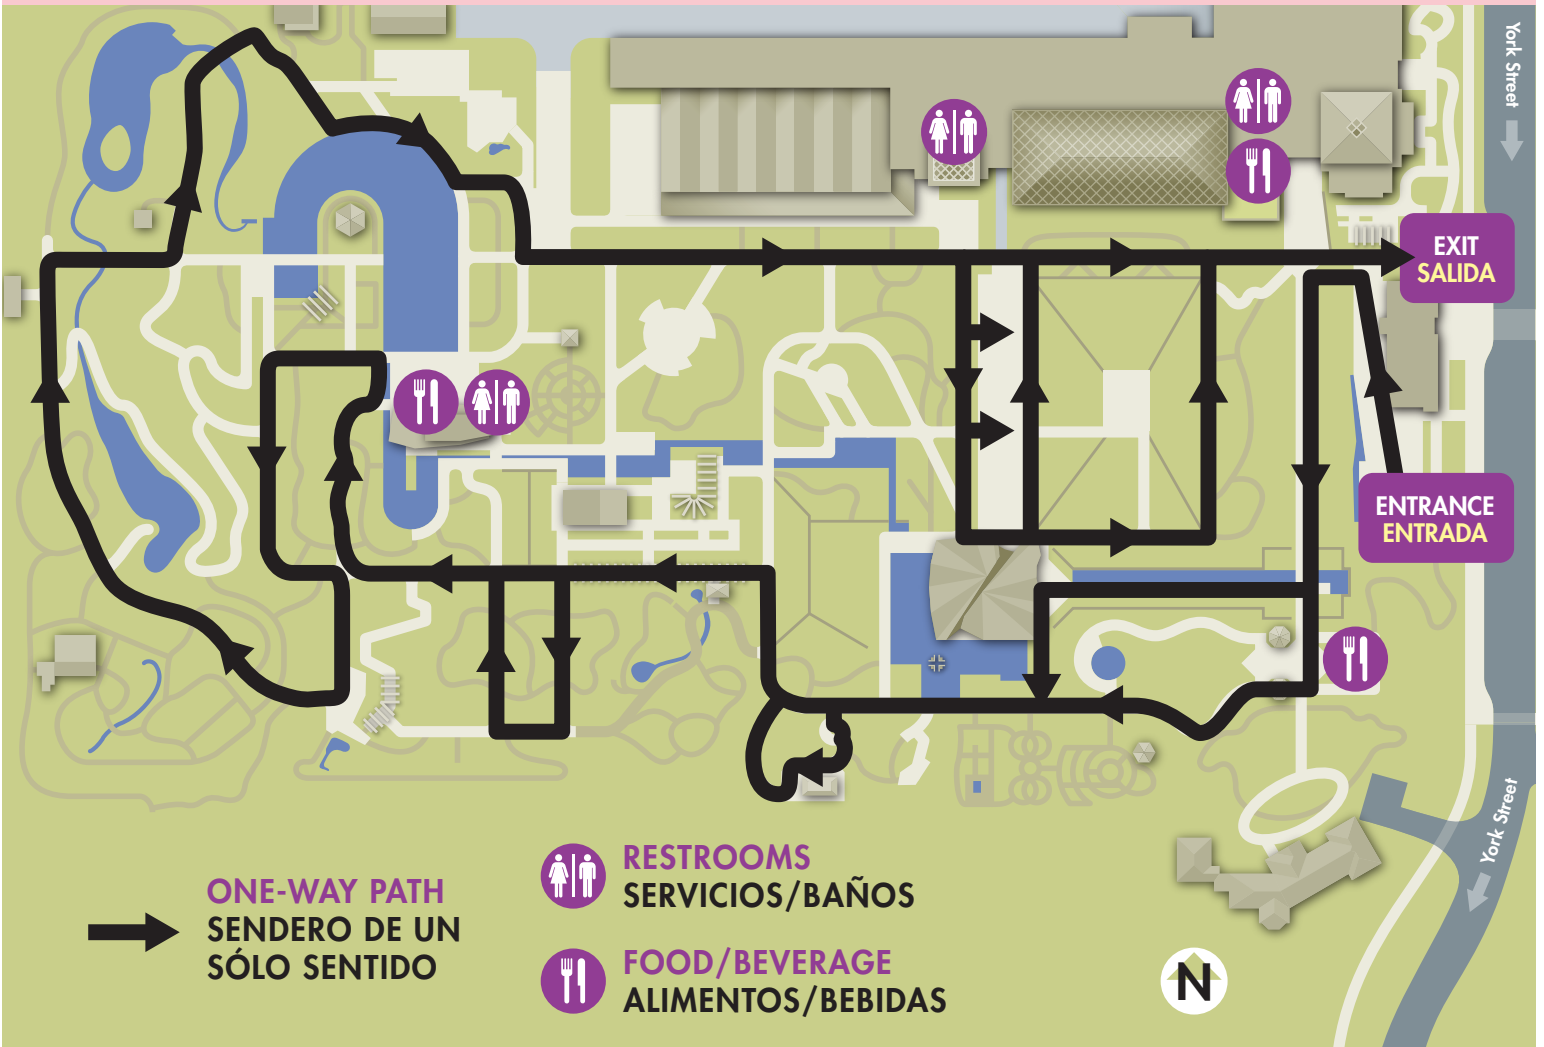 York Street
EXIT
SALIDA
ENTRANCE
ENTRADA
York Street
ONE-WAY PATH
SENDERO DE UN
SÓLO SENTIDO
RESTROOMS
SERVICIOS/BAÑOS
FOOD/BEVERAGE
ALIMENTOS/BEBIDAS
N